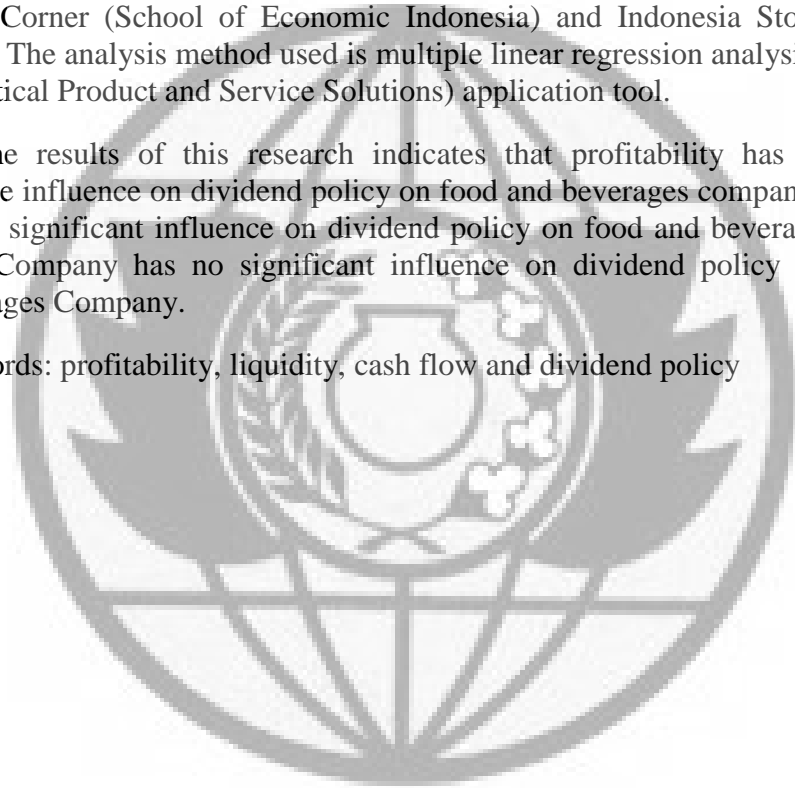 Corner (School of Economic Indonesia) and Indonesia Sto
The analysis method used is multiple linear regression analysi
tical Product and Service Solutions) application tool.
he results of this research indicates that profitability has
e influence on dividend policy on food and beverages compan
significant influence on dividend policy on food and bevera
Company has no significant influence on dividend policy
ages Company.
ords: profitability, liquidity, cash flow and dividend policy